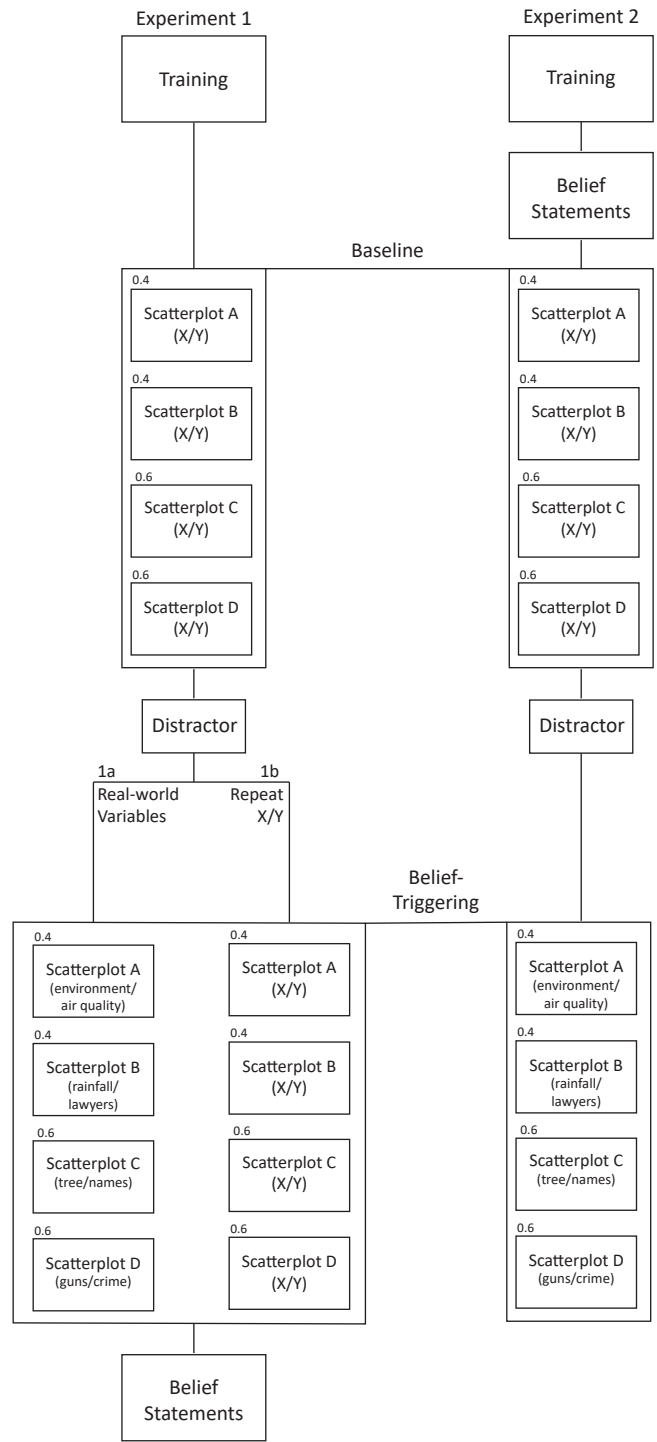 Experiment 1
Training
Experiment 2
Training
Belief
Statements
Baseline
0.4
Scatterplot A
(X/Y)
0.4
Scatterplot B
(X/Y)
0.6
Scatterplot C
(X/Y)
0.6
Scatterplot D
(X/Y)
0.4
Scatterplot A
(X/Y)
0.4
Scatterplot B
(X/Y)
0.6
Scatterplot C
(X/Y)
0.6
Scatterplot D
(X/Y)
Distractor
Distractor
1a
Real-world
Variables
1b
Repeat
X/Y
Belief-
Triggering
0.4
Scatterplot A
(environment/
air quality)
0.4
Scatterplot B
(rainfall/
lawyers)
0.6
Scatterplot C
(tree/names)
0.6
Scatterplot D
(guns/crime)
0.4
Scatterplot A
(X/Y)
0.4
Scatterplot B
(X/Y)
0.6
Scatterplot C
(X/Y)
0.6
Scatterplot D
(X/Y)
0.4
Scatterplot A
(environment/
air quality)
0.4
Scatterplot B
(rainfall/
lawyers)
0.6
Scatterplot C
(tree/names)
0.6
Scatterplot D
(guns/crime)
Belief
Statements